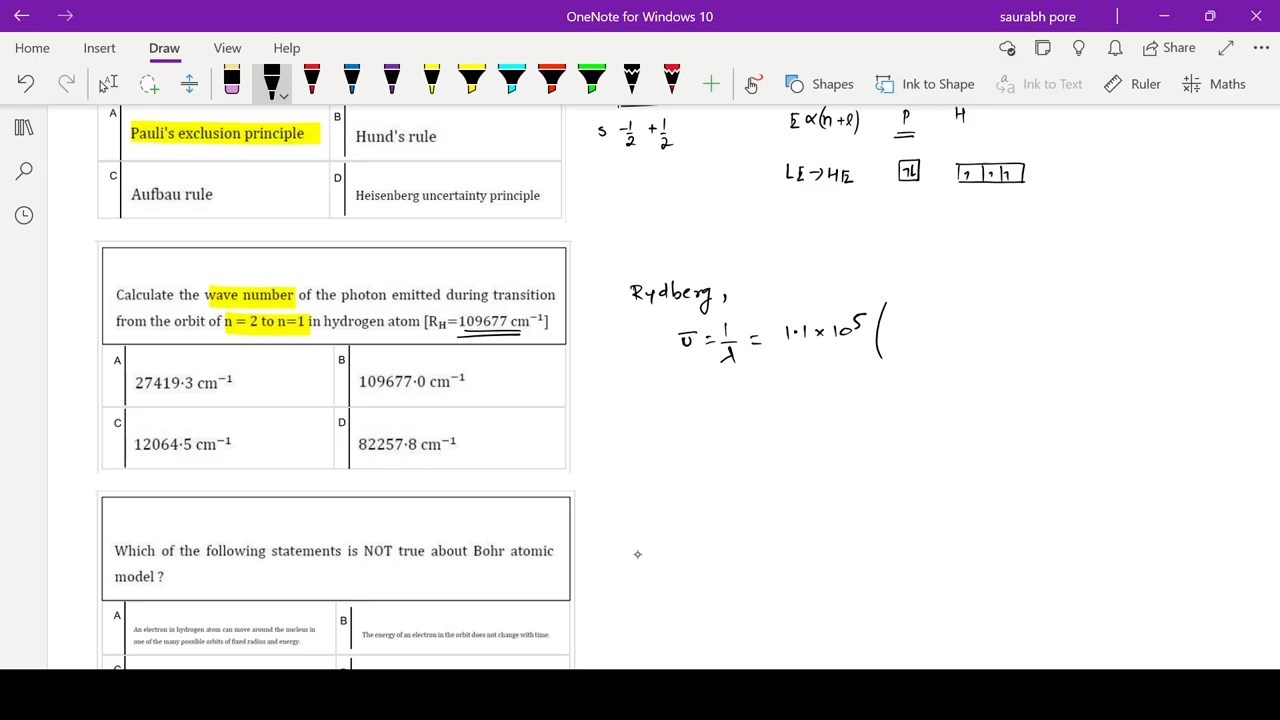 OneNote for Windows 10
saurabh pore
Home
Insert
Draw
View
Help
Share
Shapes
Ink to Shape
Ink to Text
Ruler
Maths
A
Pauli's exclusion principle
B
Hund's rule
C
Aufbau rule
D
Heisenberg uncertainty principle
s -1/2 +1/2
E ∝(n+l)
P
H
LE → HE
Calculate the wave number of the photon emitted during transition
from the orbit of n = 2 to n=1 in hydrogen atom [RH=109677 cm⁻¹]
A
27419·3 cm⁻¹
B
109677·0 cm⁻¹
C
12064·5 cm⁻¹
D
82257·8 cm⁻¹
Rydberg,
ῡ = 1/λ = 1.1 × 10⁵ (
Which of the following statements is NOT true about Bohr atomic
model ?
A
An electron in hydrogen atom can move around the nucleus in
one of the many possible orbits of fixed radius and energy.
B
The energy of an electron in the orbit does not change with time.